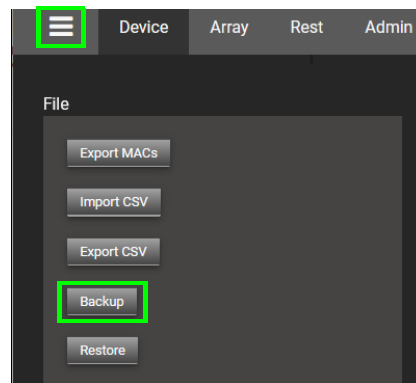 Device Array Rest Admin
File
Export MACs
Import CSV
Export CSV
Backup
Restore